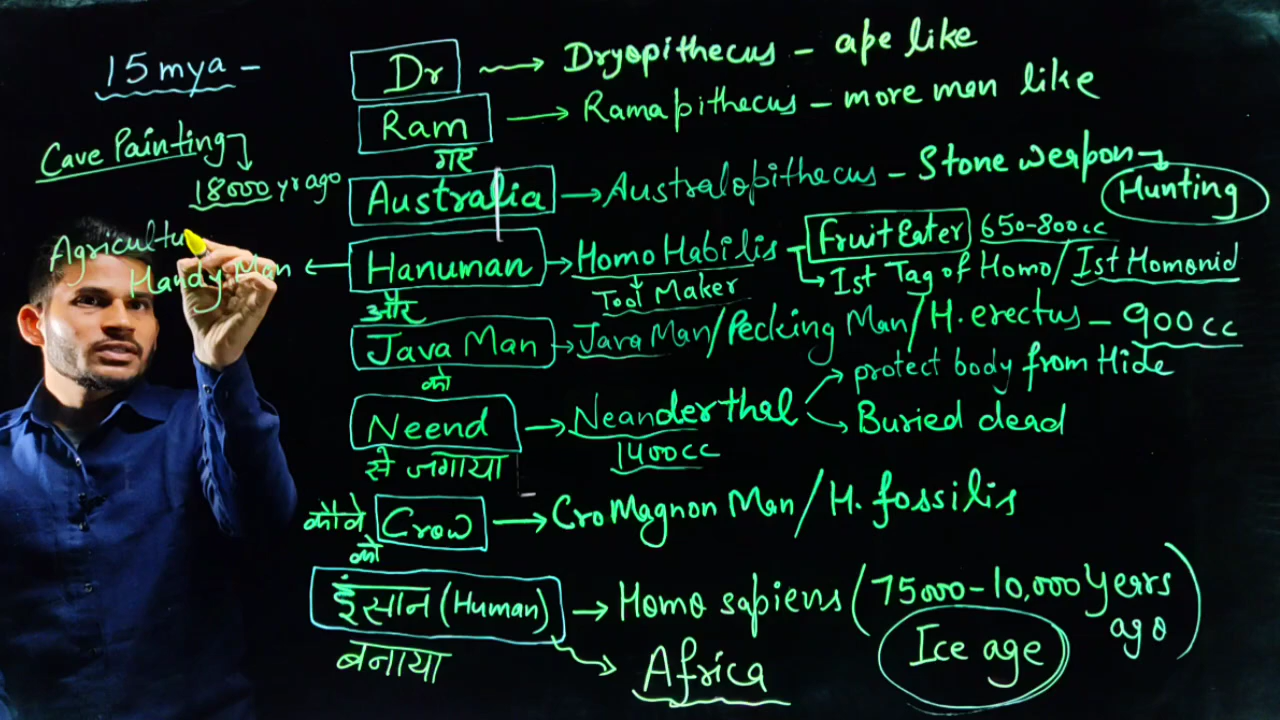 15 mya –
Dr → Dryopithecus – ape like
Ram → Ramapithecus – more man like
गए
Cave Painting
18000 yr ago
Australia → Australopithecus – Stone weapon →
Hunting
Agricultu
Handy Man ← Hanuman → Homo Habilis
Fruit Eater 650-800cc
Tool Maker
Ist Tag of Homo/Ist Homonid
और
Java Man → Java Man/Pecking Man/H. erectus – 900cc
को
Neend → Neanderthal
protect body from Hide
Buried dead
1400cc
से जगाया
कौवे Crow → CroMagnon Man/H. fossilis
को
इंसान (Human) → Homo sapiens (75000-10,000 Years ago)
Ice age
बनाया
Africa